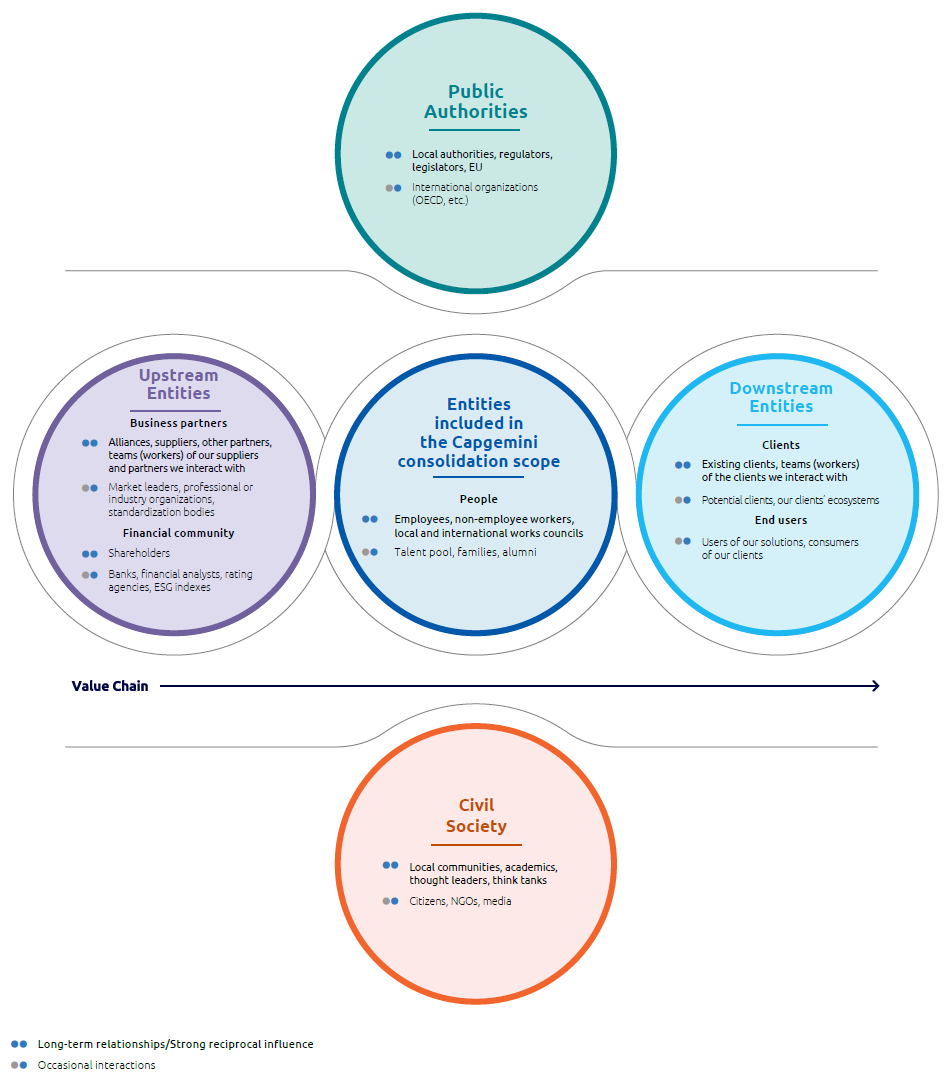 Public
Authorities
Local authorities, regulators,
legislators, EU
International organizations
(OECD, etc.)
Upstream
Entities
Business partners
Alliances, suppliers, other partners,
teams (workers) of our suppliers
and partners we interact with
Market leaders, professional or
industry organizations,
standardization bodies
Financial community
Shareholders
Banks, financial analysts, rating
agencies, ESG indexes
Entities
included in
the Capgemini
consolidation scope
People
Employees, non-employee workers,
local and international works councils
Talent pool, families, alumni
Downstream
Entities
Clients
Existing clients, teams (workers)
of the clients we interact with
Potential clients, our clients’ ecosystems
End users
Users of our solutions, consumers
of our clients
Value Chain
Civil
Society
Local communities, academics,
thought leaders, think tanks
Citizens, NGOs, media
Long-term relationships/Strong reciprocal influence
Occasional interactions